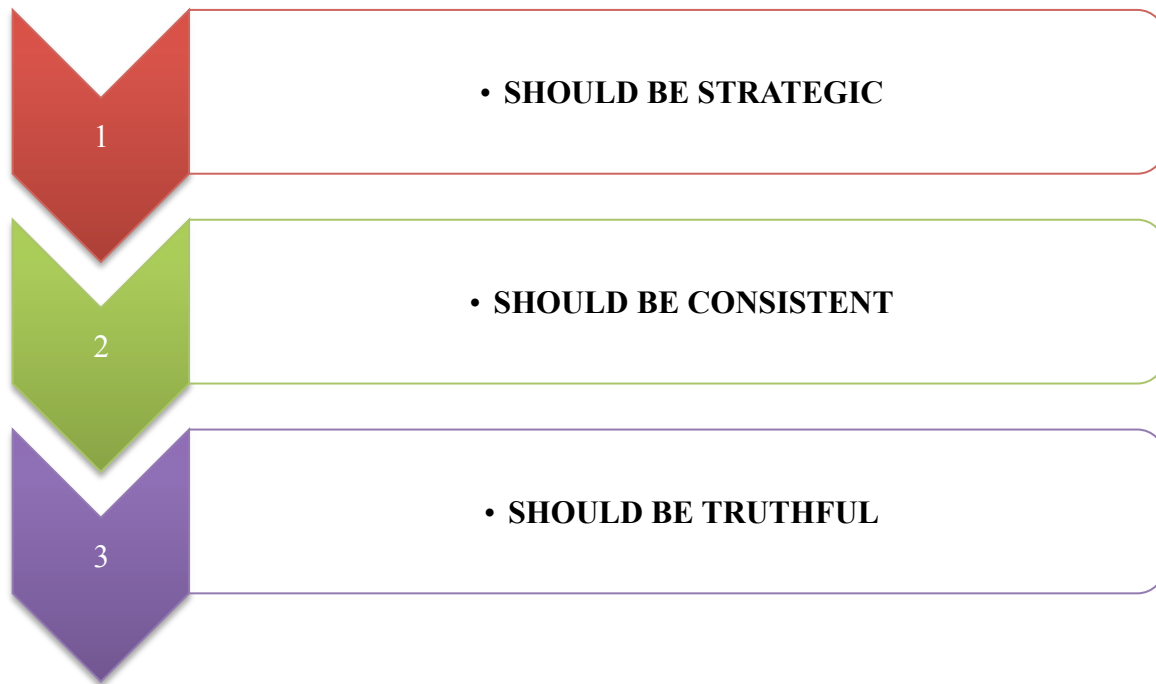 1
• SHOULD BE STRATEGIC
2
• SHOULD BE CONSISTENT
3
• SHOULD BE TRUTHFUL